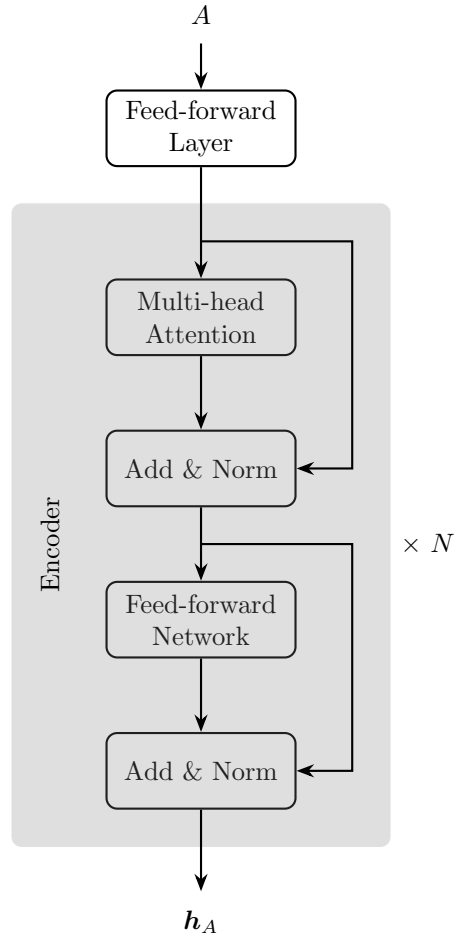 A
Feed-forward
Layer
Multi-head
Attention
Add & Norm
Encoder
× N
Feed-forward
Network
Add & Norm
h_A